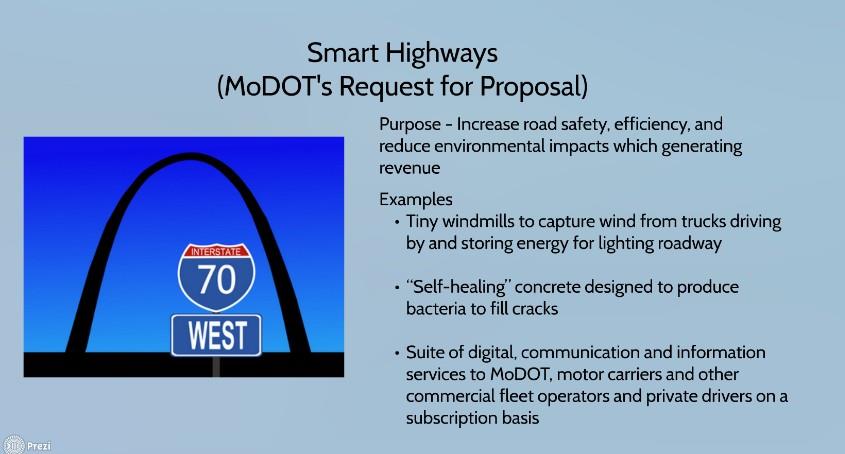 Smart Highways
(MoDOT's Request for Proposal)
Purpose - Increase road safety, efficiency, and
reduce environmental impacts which generating
revenue
Examples
• Tiny windmills to capture wind from trucks driving
by and storing energy for lighting roadway
• “Self-healing” concrete designed to produce
bacteria to fill cracks
• Suite of digital, communication and information
services to MoDOT, motor carriers and other
commercial fleet operators and private drivers on a
subscription basis
INTERSTATE
70
WEST
Prezi